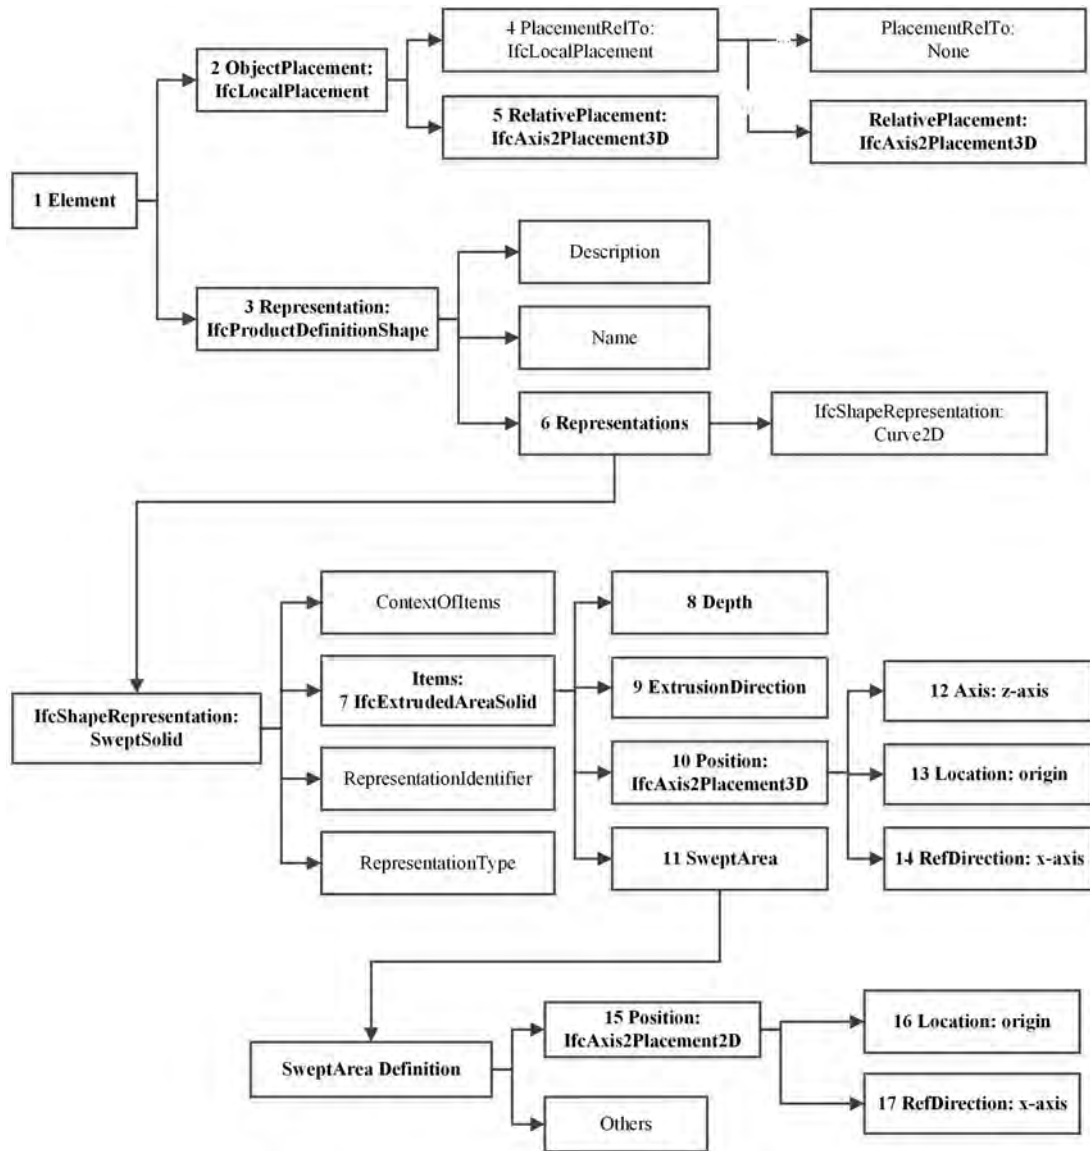 4 PlacementRelTo:
IfcLocalPlacement
PlacementRelTo:
None
2 ObjectPlacement:
IfcLocalPlacement
5 RelativePlacement:
IfcAxis2Placement3D
RelativePlacement:
IfcAxis2Placement3D
1 Element
Description
3 Representation:
IfcProductDefinitionShape
Name
6 Representations
IfcShapeRepresentation:
Curve2D
ContextOfItems
8 Depth
Items:
7 IfcExtrudedAreaSolid
9 ExtrusionDirection
12 Axis: z-axis
IfcShapeRepresentation:
SweptSolid
RepresentationIdentifier
10 Position:
IfcAxis2Placement3D
13 Location: origin
RepresentationType
11 SweptArea
14 RefDirection: x-axis
15 Position:
IfcAxis2Placement2D
16 Location: origin
SweptArea Definition
17 RefDirection: x-axis
Others